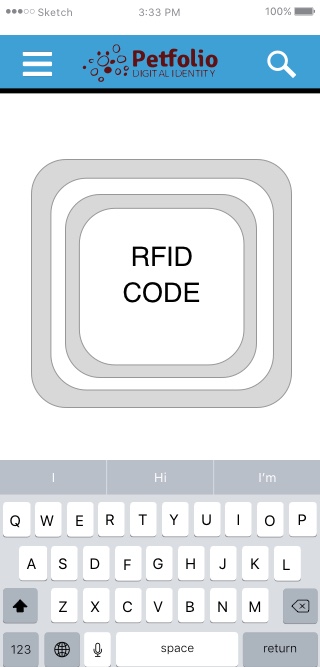 Sketch 3:33 PM 100%
Petfolio
DIGITAL IDENTITY
RFID
CODE
I Hi I'm
Q W E R T Y U I O P
A S D F G H J K L
Z X C V B N M
123 space return